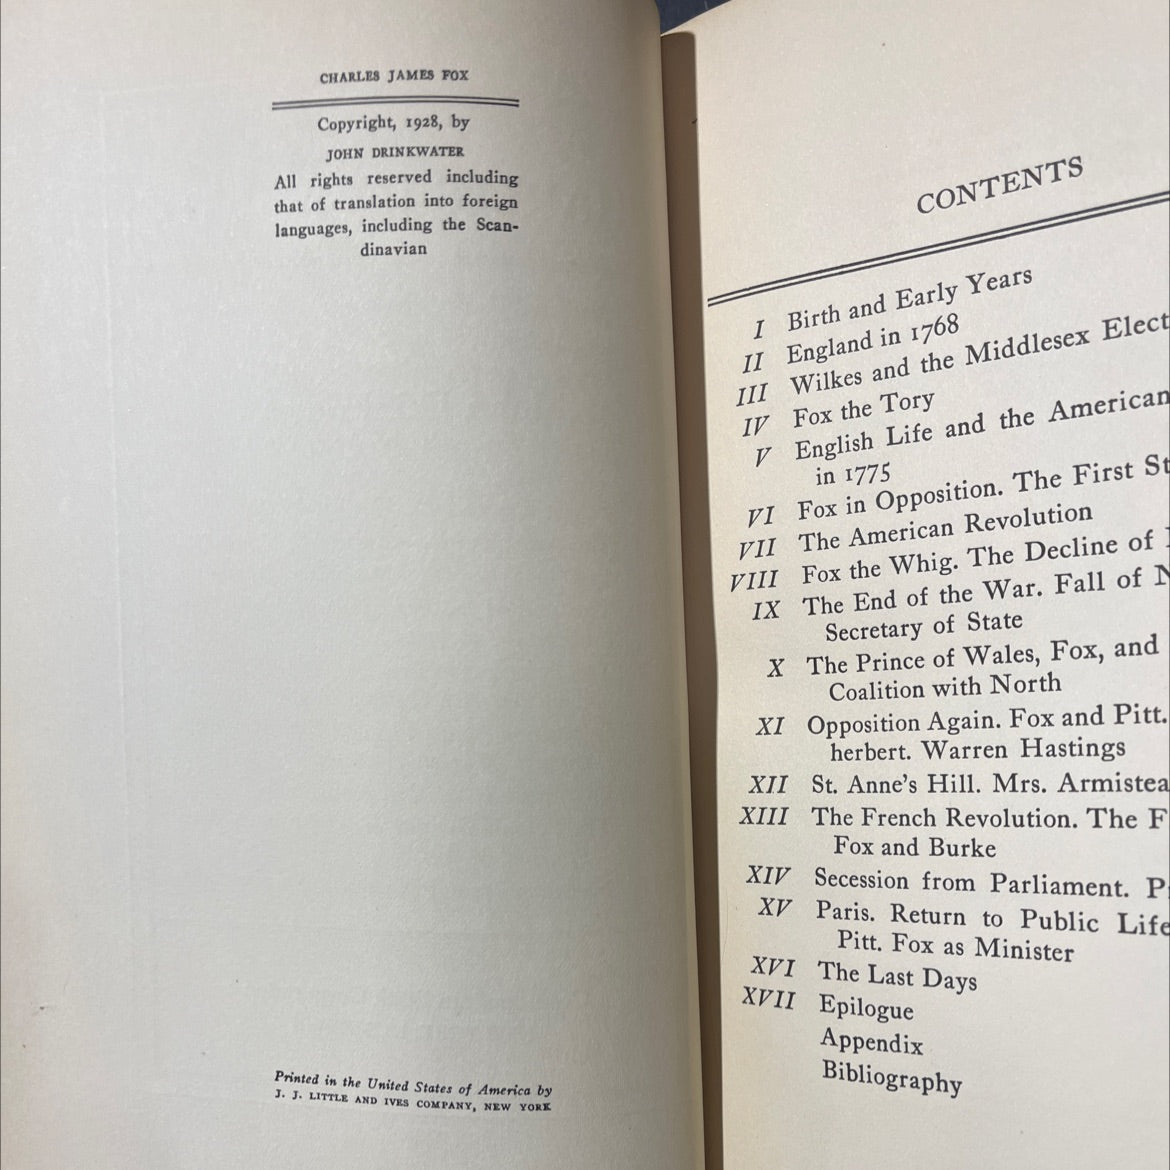 CHARLES JAMES FOX
Copyright, 1928, by
JOHN DRINKWATER
All rights reserved including
that of translation into foreign
languages, including the Scan-
dinavian
Printed in the United States of America by
J. J. LITTLE AND IVES COMPANY, NEW YORK
CONTENTS
I Birth and Early Years
II England in 1768
III Wilkes and the Middlesex Elect
IV Fox the Tory
V English Life and the American
in 1775
VI Fox in Opposition. The First St
VII The American Revolution
VIII Fox the Whig. The Decline of
IX The End of the War. Fall of N
Secretary of State
X The Prince of Wales, Fox, and
Coalition with North
XI Opposition Again. Fox and Pitt.
herbert. Warren Hastings
XII St. Anne's Hill. Mrs. Armistea
XIII The French Revolution. The F
Fox and Burke
XIV Secession from Parliament. P
XV Paris. Return to Public Life
Pitt. Fox as Minister
XVI The Last Days
XVII Epilogue
Appendix
Bibliography